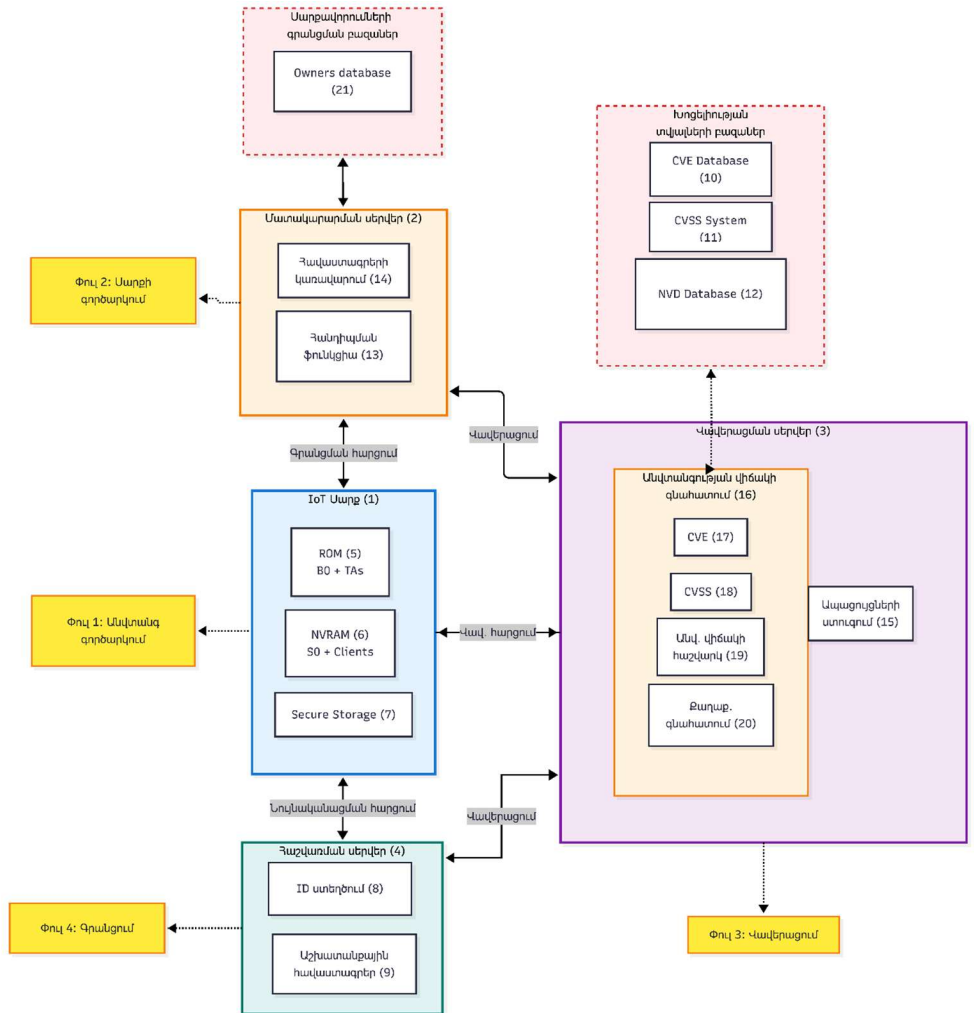 Սարքավորումների
գրանցման բազաներ
Owners database
(21)
Խոցելիության
տվյալների բազաներ
CVE Database
(10)
CVSS System
(11)
NVD Database (12)
Մատակարարման սերվեր (2)
Հավաստագրերի
կառավարում (14)
Հանդիպման
ֆունկցիա (13)
Փուլ 2: Սարքի
գործարկում
Վավերացում
Գրանցման հարցում
Վավերացման սերվեր (3)
Անվտանգության վիճակի
գնահատում (16)
CVE (17)
CVSS (18)
Անվ. վիճակի
հաշվարկ (19)
Քաղաք.
գնահատում (20)
Ապացույցների
ստուգում (15)
IoT Սարք (1)
ROM (5)
B0 + TAs
NVRAM (6)
S0 + Clients
Secure Storage (7)
Փուլ 1: Անվտանգ
գործարկում
Վավ. հարցում
Նույնականացման հարցում
Վավերացում
Հաշվառման սերվեր (4)
ID ստեղծում (8)
Աշխատանքային
հավաստագրեր (9)
Փուլ 4: Գրանցում
Փուլ 3: Վավերացում